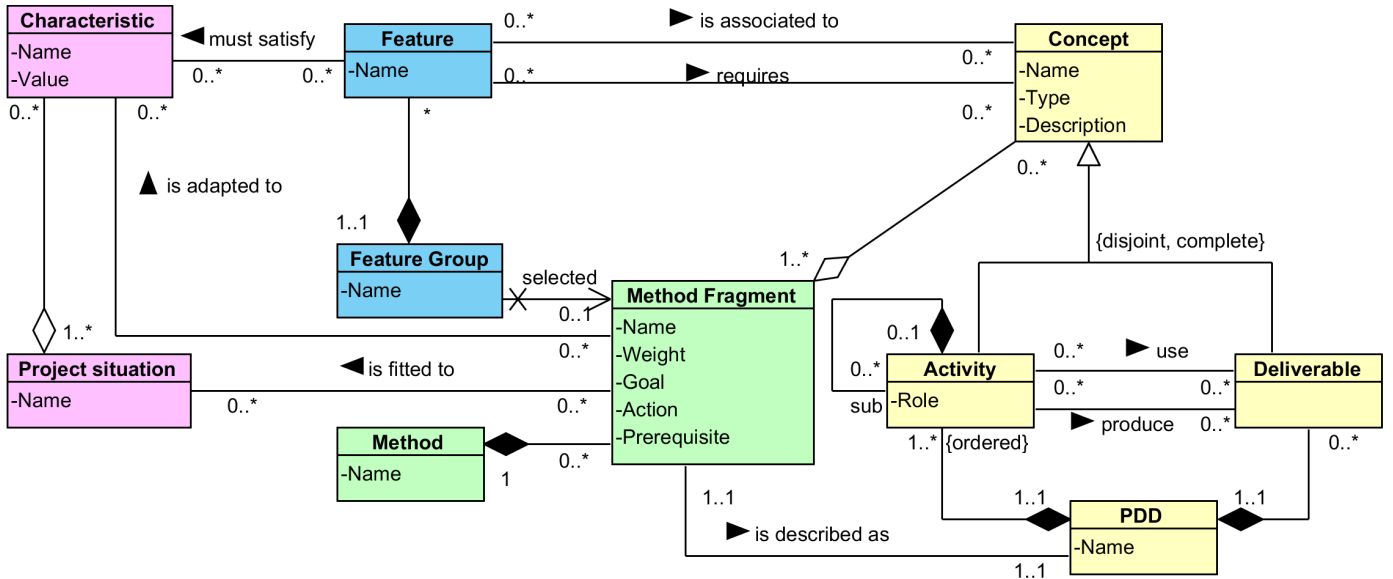 Characteristic
-Name
-Value
must satisfy
0..*
0..*
Feature
-Name
0..*
is associated to
0..*
0..*
requires
0..*
Concept
-Name
-Type
-Description
0..*
0..*
0..*
*
is adapted to
1..1
Feature Group
-Name
selected
0..1
1..*
{disjoint, complete}
Method Fragment
-Name
-Weight
-Goal
-Action
-Prerequisite
1..*
0..*
Project situation
-Name
is fitted to
0..*
0..*
Method
-Name
1
0..*
0..1
0..*
sub
Activity
-Role
0..*
use
0..*
0..*
produce
0..*
Deliverable
1..*
{ordered}
0..*
1..1
1..1
PDD
-Name
1..1
is described as
1..1